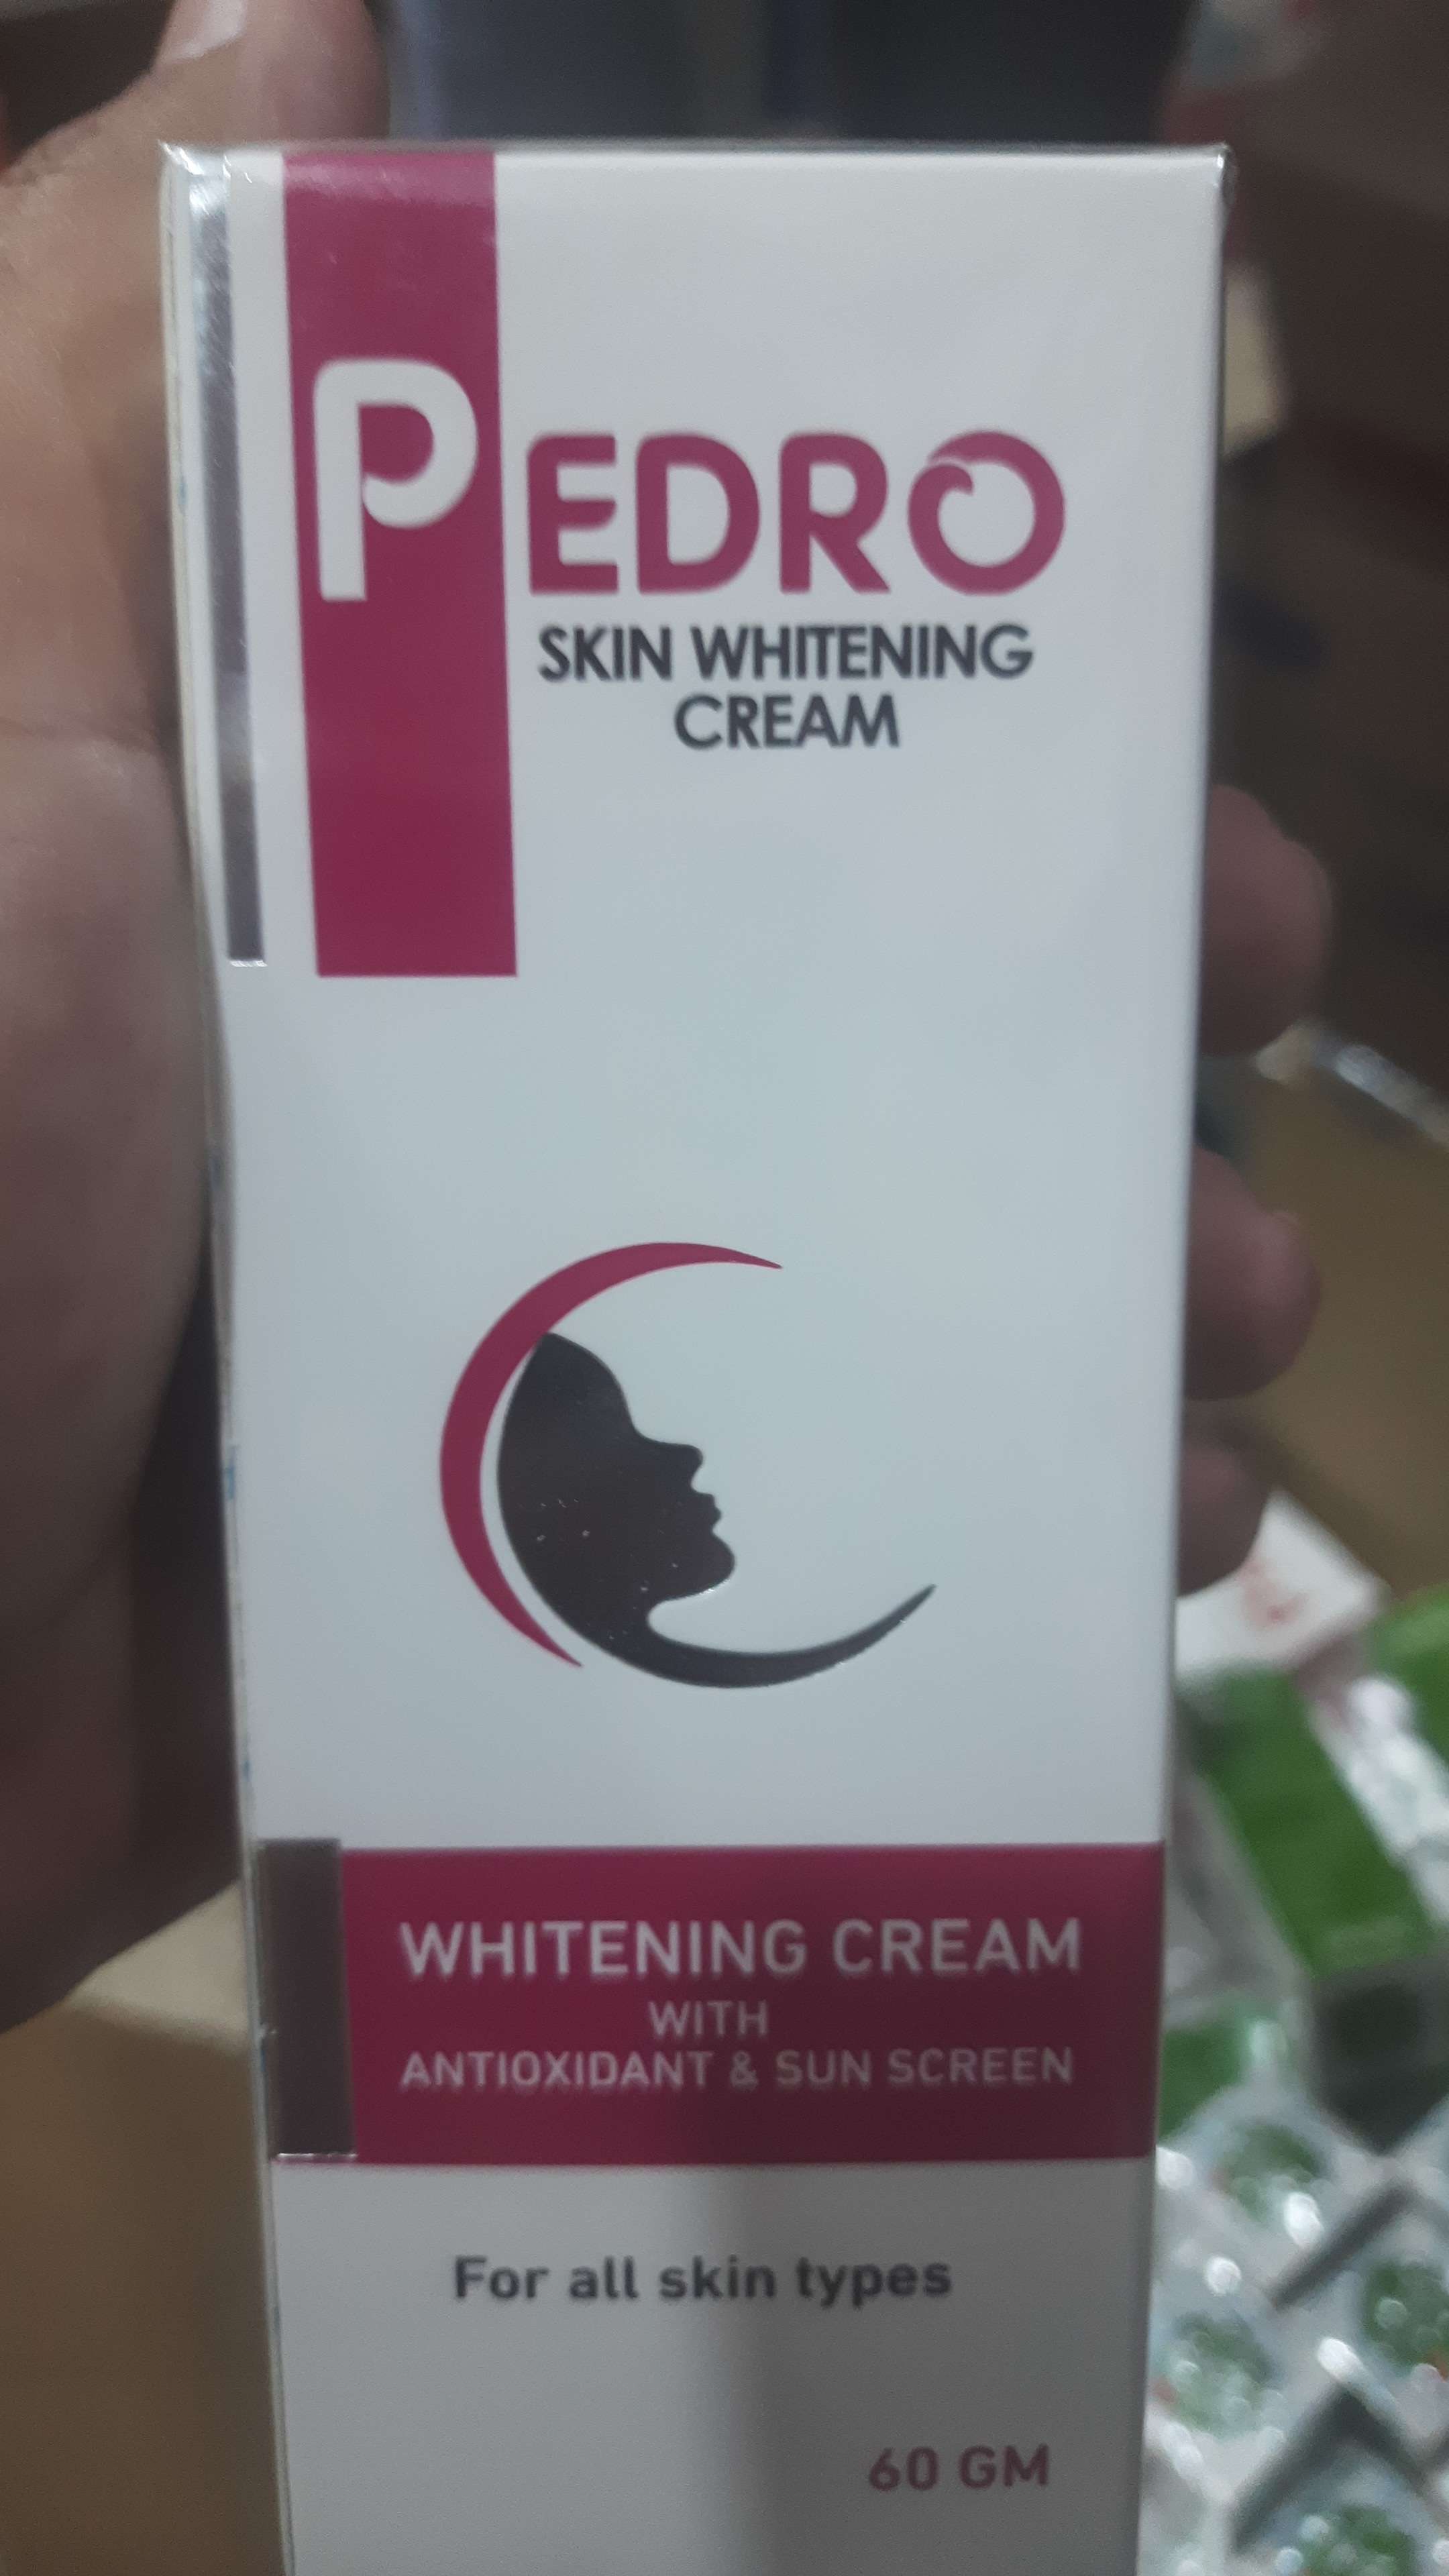 PEDRO
SKIN WHITENING
CREAM
WHITENING CREAM
WITH
ANTIOXIDANT & SUN SCREEN
For all skin types
60 GM